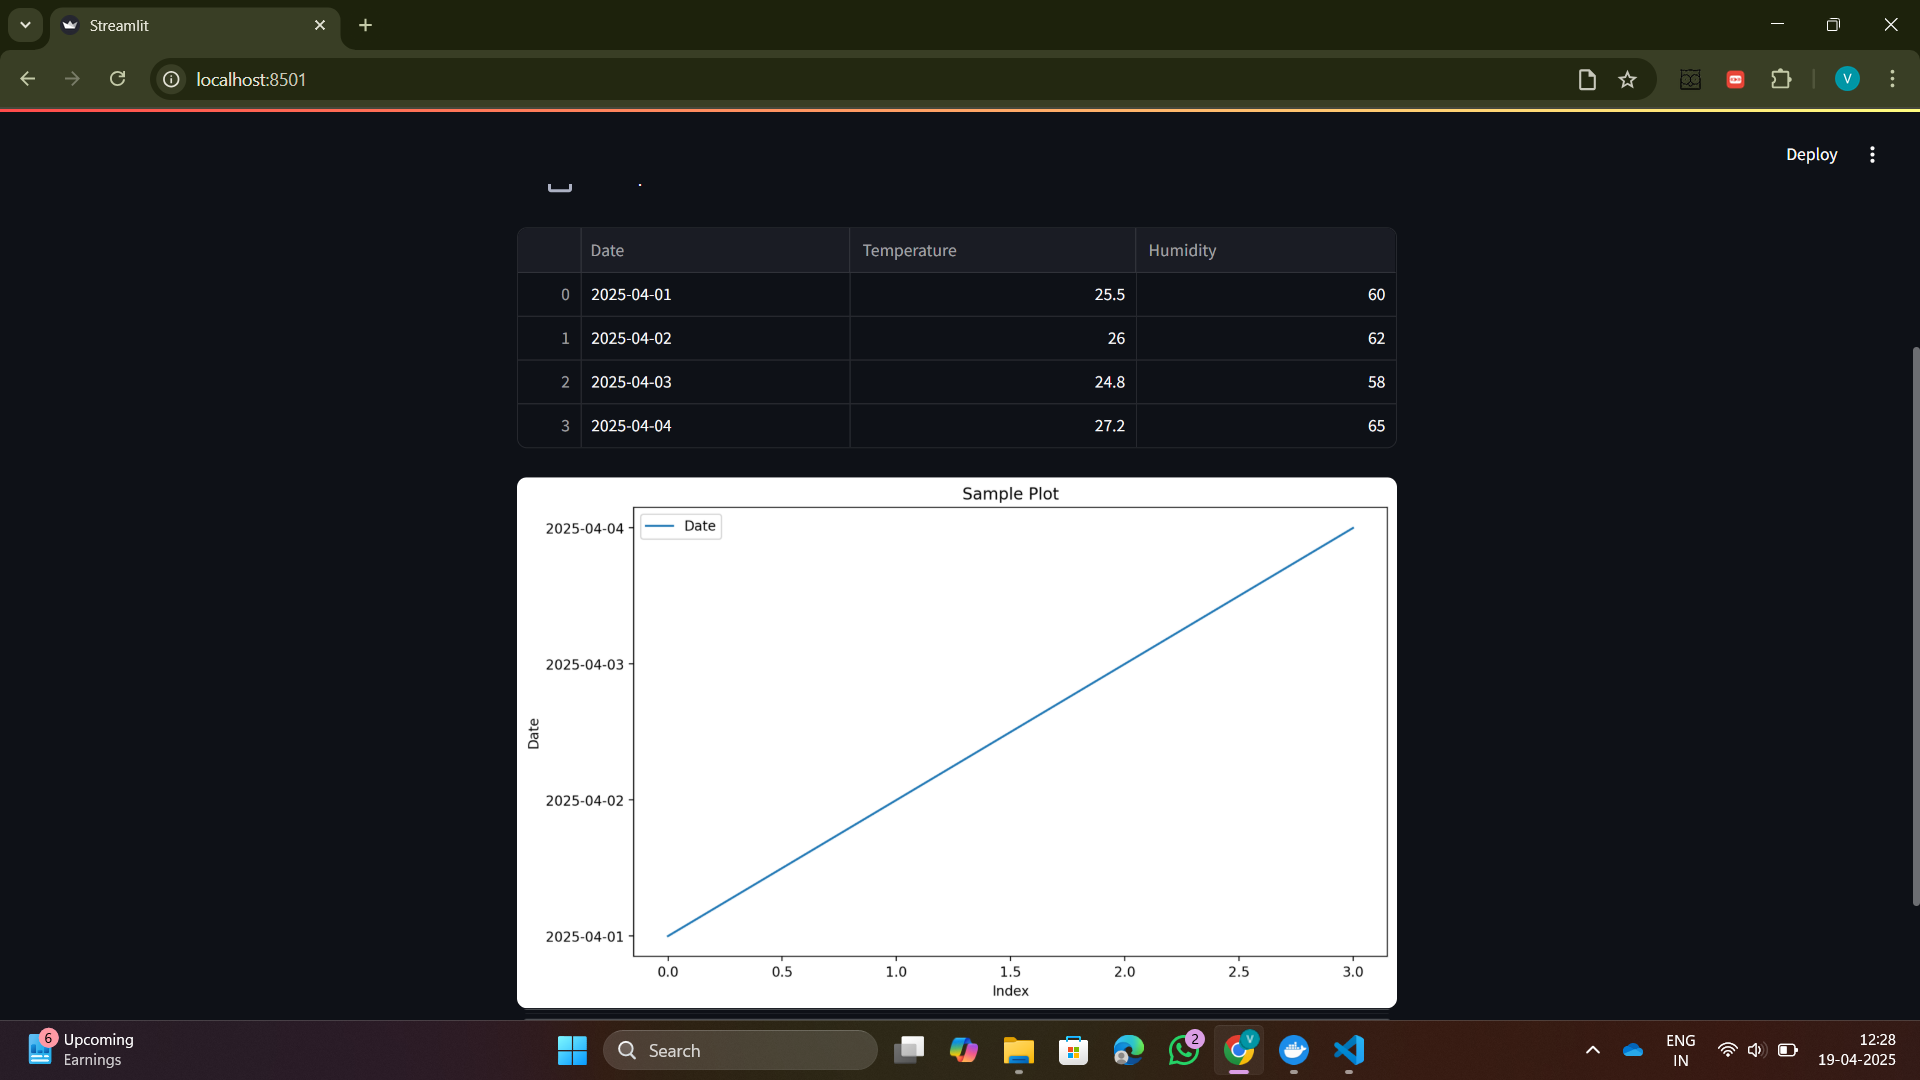 Streamlit
localhost:8501
V
Deploy
Date Temperature Humidity
0 2025-04-01 25.5 60
1 2025-04-02 26 62
2 2025-04-03 24.8 58
3 2025-04-04 27.2 65
Sample Plot
Date
2025-04-04
2025-04-03
2025-04-02
2025-04-01
Date
0.0 0.5 1.0 1.5 2.0 2.5 3.0
Index
6
Upcoming
Earnings
Search
2
V
ENG
IN
12:28
19-04-2025